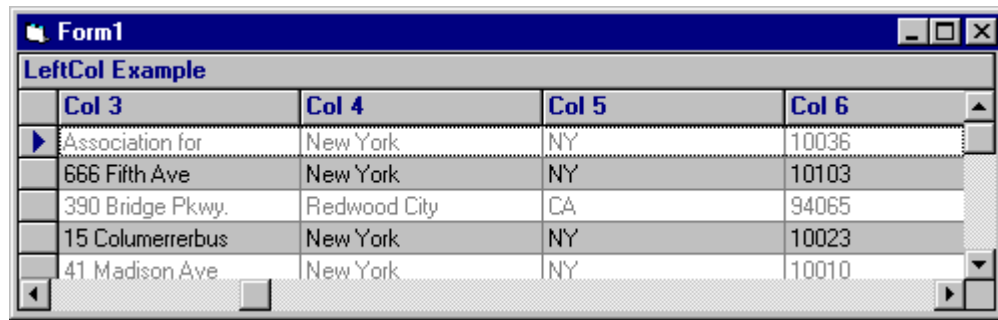 Form1
LeftCol Example
Col 3 Col 4 Col 5 Col 6
Association for New York NY 10036
666 Fifth Ave New York NY 10103
390 Bridge Pkwy. Redwood City CA 94065
15 Columerrerbus New York NY 10023
41 Madison Ave New York NY 10010